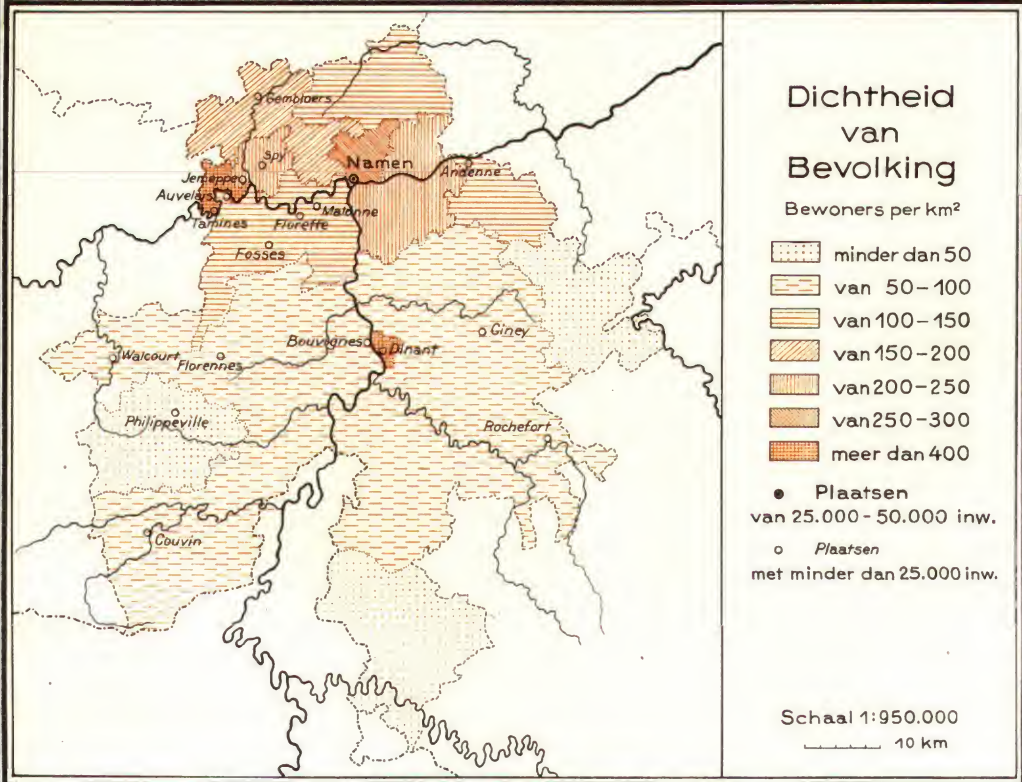 Dichtheid
van
Bevolking
Bewoners per km²
minder dan 50
van 50-100
van 100-150
van 150-200
van 200-250
van 250-300
meer dan 400
Plaatsen
van 25.000-50.000 inw.
Plaatsen
met minder dan 25.000 inw.
Schaal 1:950.000
10 km
Gembloers
Spy
Namen
Andenne
Jemeppe
Auvelais
Tamines
Malonne
Floreffe
Fosses
Ciney
Bouvignes
Dinant
Walcourt
Florennes
Philippeville
Rochefort
Couvin